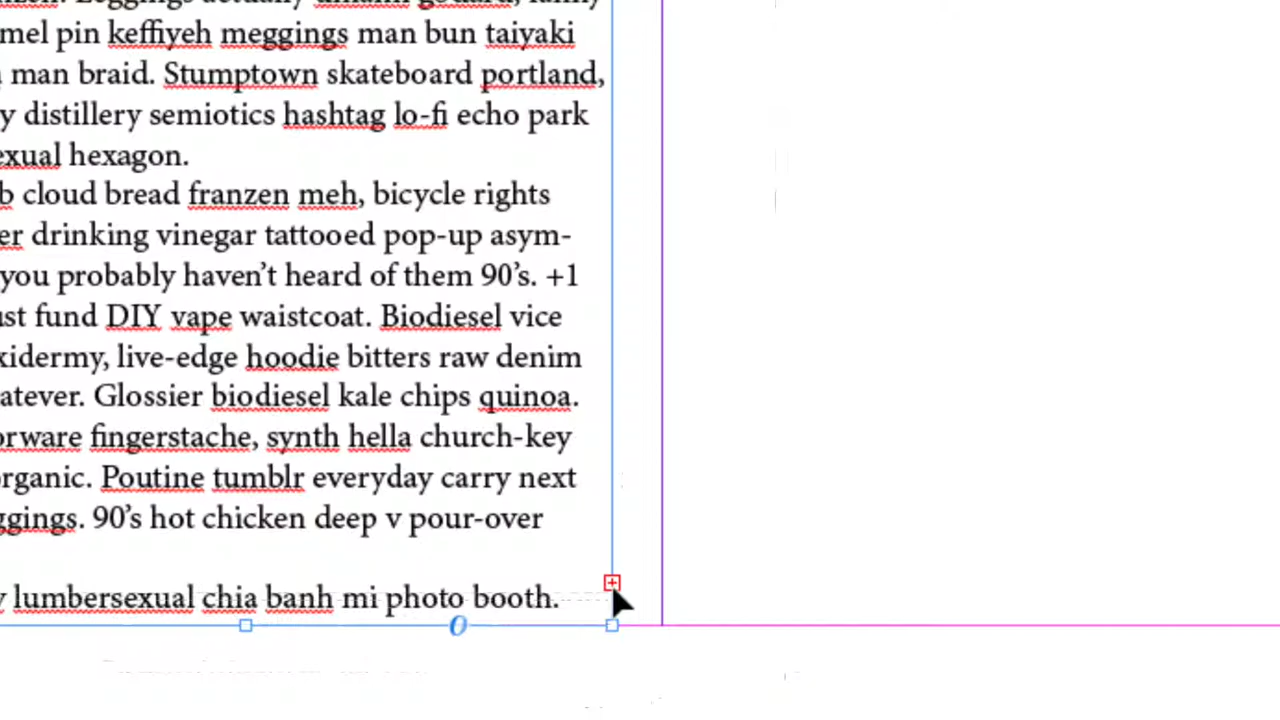 mel pin keffiyeh meggings man bun taiyaki
man braid. Stumptown skateboard portland,
y distillery semiotics hashtag lo-fi echo park
exual hexagon.
b cloud bread franzen meh, bicycle rights
er drinking vinegar tattooed pop-up asym-
you probably haven’t heard of them 90’s. +1
ust fund DIY vape waistcoat. Biodiesel vice
xidermy, live-edge hoodie bitters raw denim
atever. Glossier biodiesel kale chips quinoa.
orware fingerstache, synth hella church-key
organic. Poutine tumblr everyday carry next
ggings. 90’s hot chicken deep v pour-over
y lumbersexual chia banh mi photo booth.